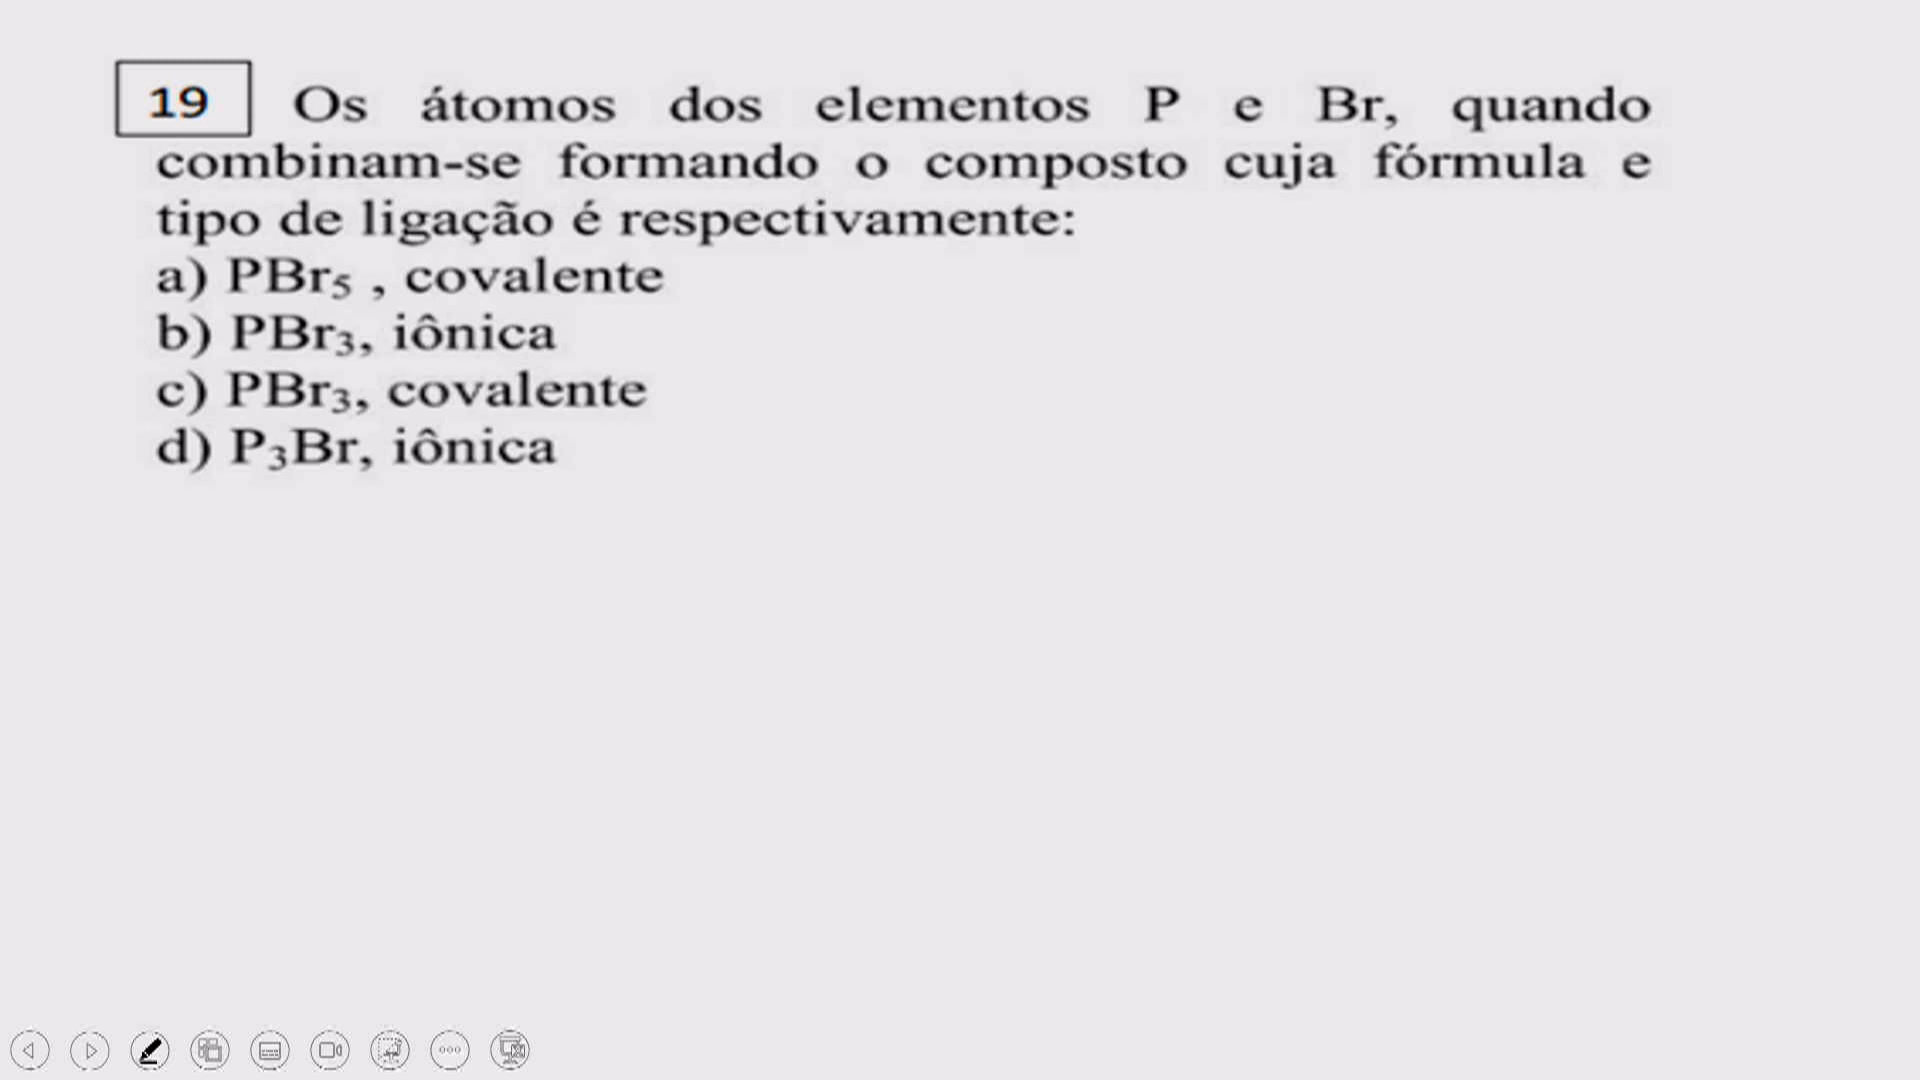 19 Os átomos dos elementos P e Br, quando
combinam-se formando o composto cuja fórmula e
tipo de ligação é respectivamente:
a) PBr₅ , covalente
b) PBr₃, iônica
c) PBr₃, covalente
d) P₃Br, iônica